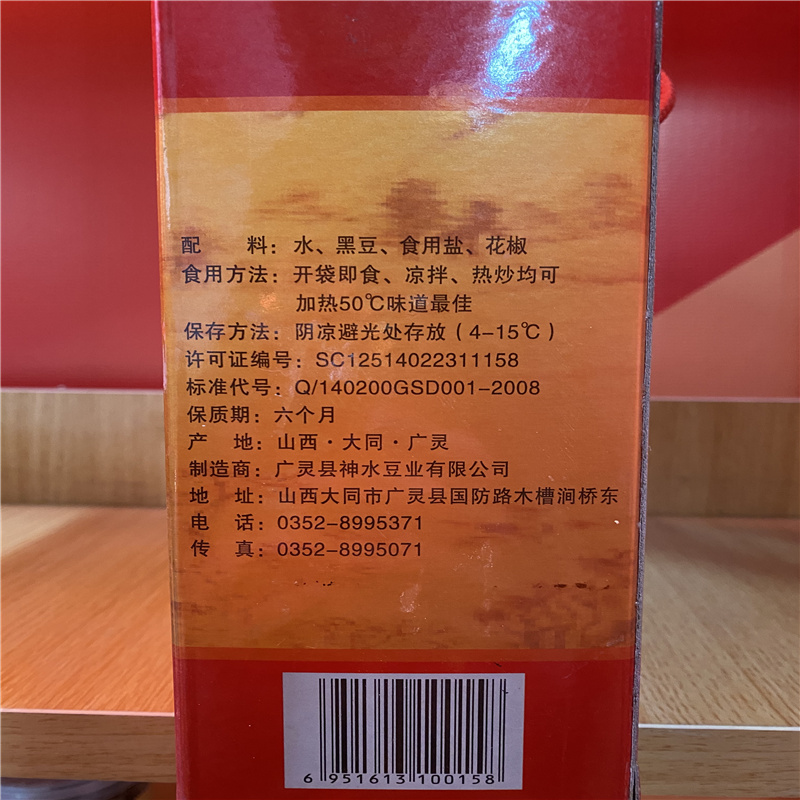 配 料：水、黑豆、食用盐、花椒
食用方法：开袋即食、凉拌、热炒均可
加热50℃味道最佳
保存方法：阴凉避光处存放（4-15℃）
许可证编号：SC12514022311158
标准代号：Q/140200GSD001-2008
保质期：六个月
产 地：山西·大同·广灵
制造商：广灵县神水豆业有限公司
地 址：山西大同市广灵县国防路木槽涧桥东
电 话：0352-8995371
传 真：0352-8995071
6 951613 100158